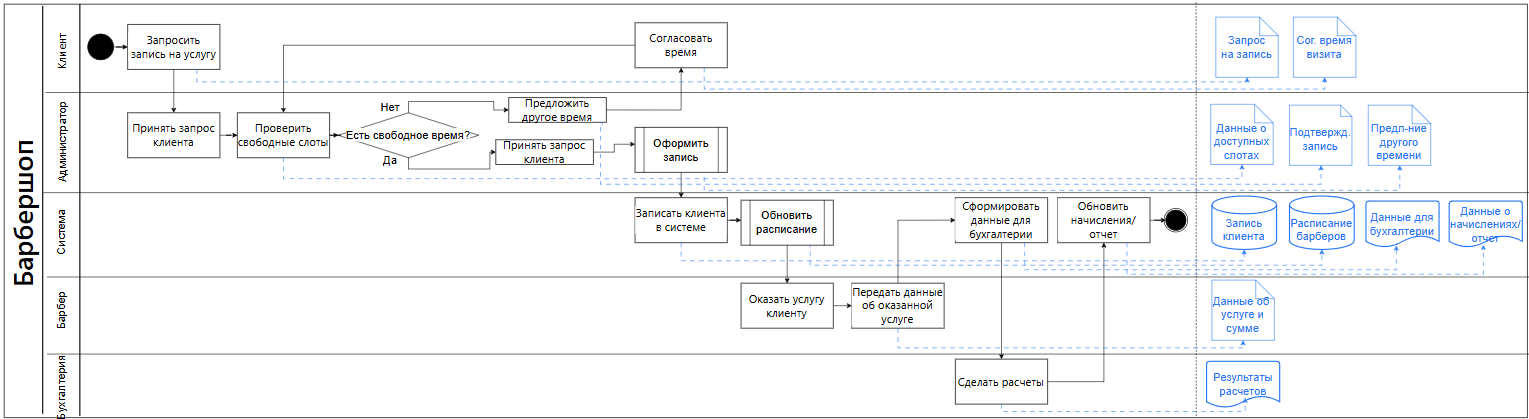 Барбершоп
Клиент
Запросить
запись на услугу
Согласовать
время
Запрос
на запись
Сог. время
визита
Администратор
Принять запрос
клиента
Проверить
свободные слоты
Есть свободное время?
Нет
Да
Предложить
другое время
Принять запрос
клиента
Оформить
запись
Данные о
доступных
слотах
Подтвержд.
запись
Предл-ние
другого
времени
Система
Записать клиента
в системе
Обновить
расписание
Сформировать
данные для
бухгалтерии
Обновить
начисления/
отчет
Запись
клиента
Расписание
барберов
Данные для
бухгалтерии
Данные о
начислениях/
отчет
Барбер
Оказать услугу
клиенту
Передать данные
об оказанной
услуге
Данные об
услуге и
сумме
Бухгалтерия
Сделать расчеты
Результаты
расчетов